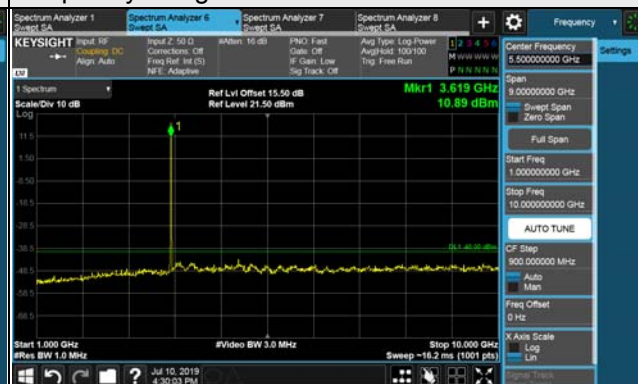 Spectrum Analyzer 1
Swept SA
Spectrum Analyzer 6
Swept SA
Spectrum Analyzer 7
Swept SA
Spectrum Analyzer 8
Swept SA
+
Frequency
KEYSIGHT
Input: RF
Coupling: DC
Align: Auto
Input Z: 50 Ω
Corrections: Off
Freq Ref: Int (S)
NFE: Adaptive
#Atten: 16 dB
PNO: Fast
Gate: Off
IF Gain: Low
Sig Track: Off
Avg Type: Log-Power
Avg|Hold: 100/100
Trig: Free Run
1 2 3 4 5 6
M W W W W W
P N N N N N
LXI
Center Frequency
5.500000000 GHz
Settings
Span
9.00000000 GHz
Swept Span
Zero Span
Full Span
Start Freq
1.000000000 GHz
Stop Freq
10.000000000 GHz
AUTO TUNE
CF Step
900.000000 MHz
Auto
Man
Freq Offset
0 Hz
X Axis Scale
Log
Lin
Signal Track
1 Spectrum
Scale/Div 10 dB
Log
Ref Lvl Offset 15.50 dB
Ref Level 21.50 dBm
Mkr1 3.619 GHz
10.89 dBm
1
11.5
1.50
-8.50
-18.5
-28.5
-38.5
-48.5
-58.5
-68.5
DL1 -40.00 dBm
Start 1.000 GHz
#Res BW 1.0 MHz
#Video BW 3.0 MHz
Stop 10.000 GHz
Sweep ~16.2 ms (1001 pts)
?
Jul 10, 2019
4:30:03 PM